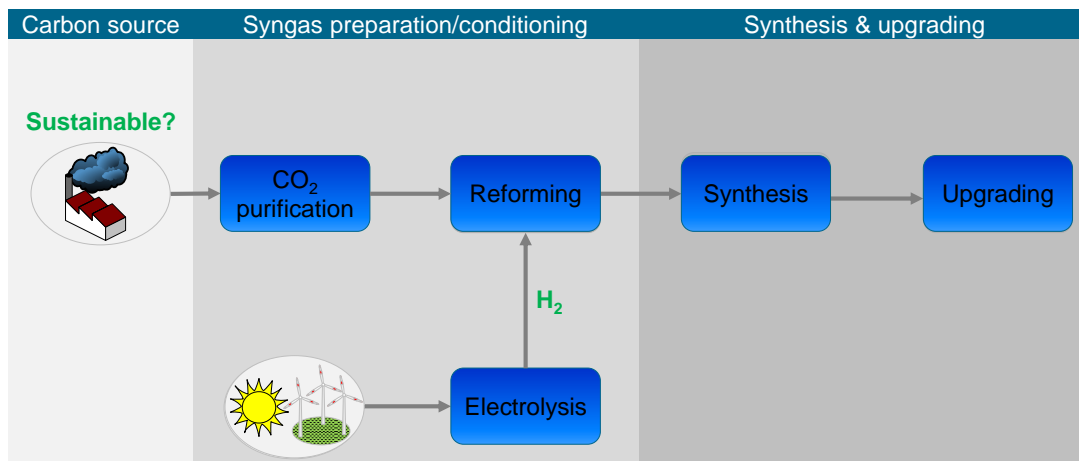 Carbon source
Syngas preparation/conditioning
Synthesis & upgrading
Sustainable?
CO₂
purification
Reforming
Synthesis
Upgrading
H₂
Electrolysis